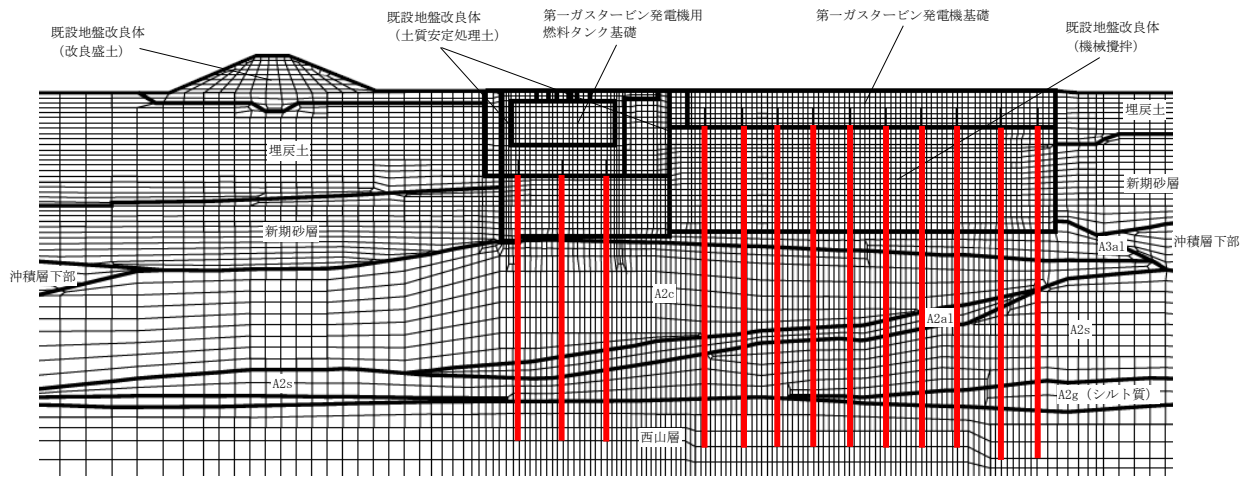 既設地盤改良体
（改良盛土）
既設地盤改良体
（土質安定処理土）
第一ガスタービン発電機用
燃料タンク基礎
第一ガスタービン発電機基礎
既設地盤改良体
（機械攪拌）
埋戻土
埋戻土
新期砂層
新期砂層
A3a1
沖積層下部
沖積層下部
A2c
A2a1
A2s
A2s
A2g（シルト質）
西山層